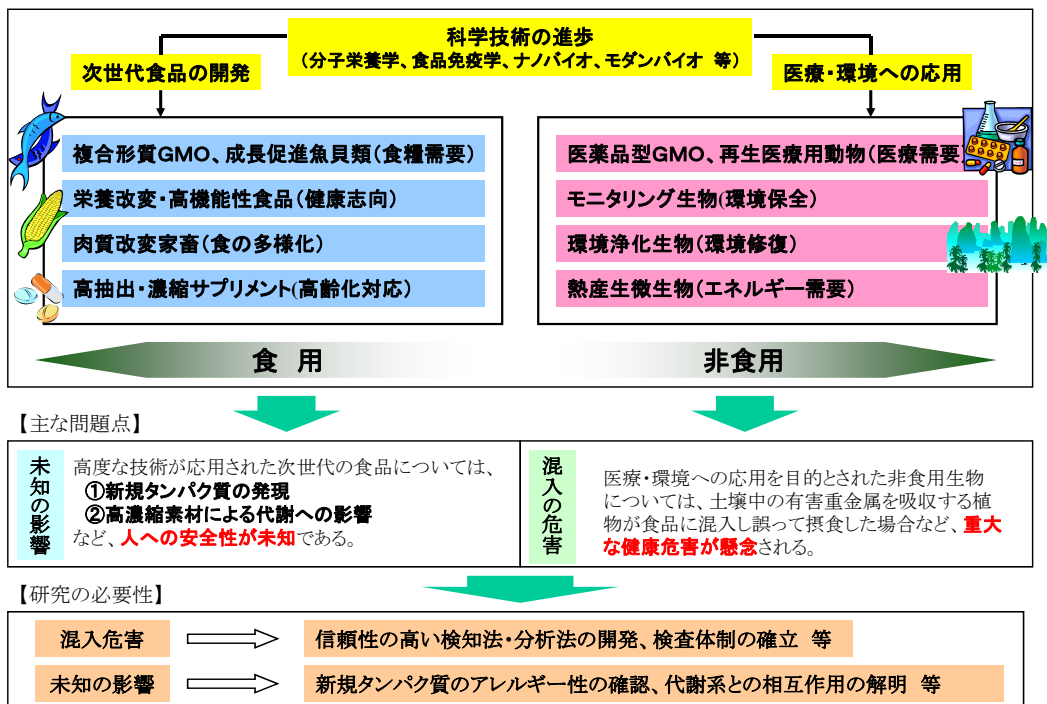 科学技術の進歩
(分子栄養学、食品免疫学、ナノバイオ、モダンバイオ 等)
次世代食品の開発
医療・環境への応用
複合形質GMO、成長促進魚貝類(食糧需要)
栄養改変・高機能性食品(健康志向)
肉質改変家畜(食の多様化)
高抽出・濃縮サプリメント(高齢化対応)
医薬品型GMO、再生医療用動物(医療需要)
モニタリング生物(環境保全)
環境浄化生物(環境修復)
熱産生微生物(エネルギー需要)
食 用
非食用
【主な問題点】
未知の影響
高度な技術が応用された次世代の食品については、
①新規タンパク質の発現
②高濃縮素材による代謝への影響
など、人への安全性が未知である。
混入の危害
医療・環境への応用を目的とされた非食用生物
については、土壌中の有害重金属を吸収する植
物が食品に混入し誤って摂食した場合など、重大
な健康危害が懸念される。
【研究の必要性】
混入危害
信頼性の高い検知法・分析法の開発、検査体制の確立 等
未知の影響
新規タンパク質のアレルギー性の確認、代謝系との相互作用の解明 等